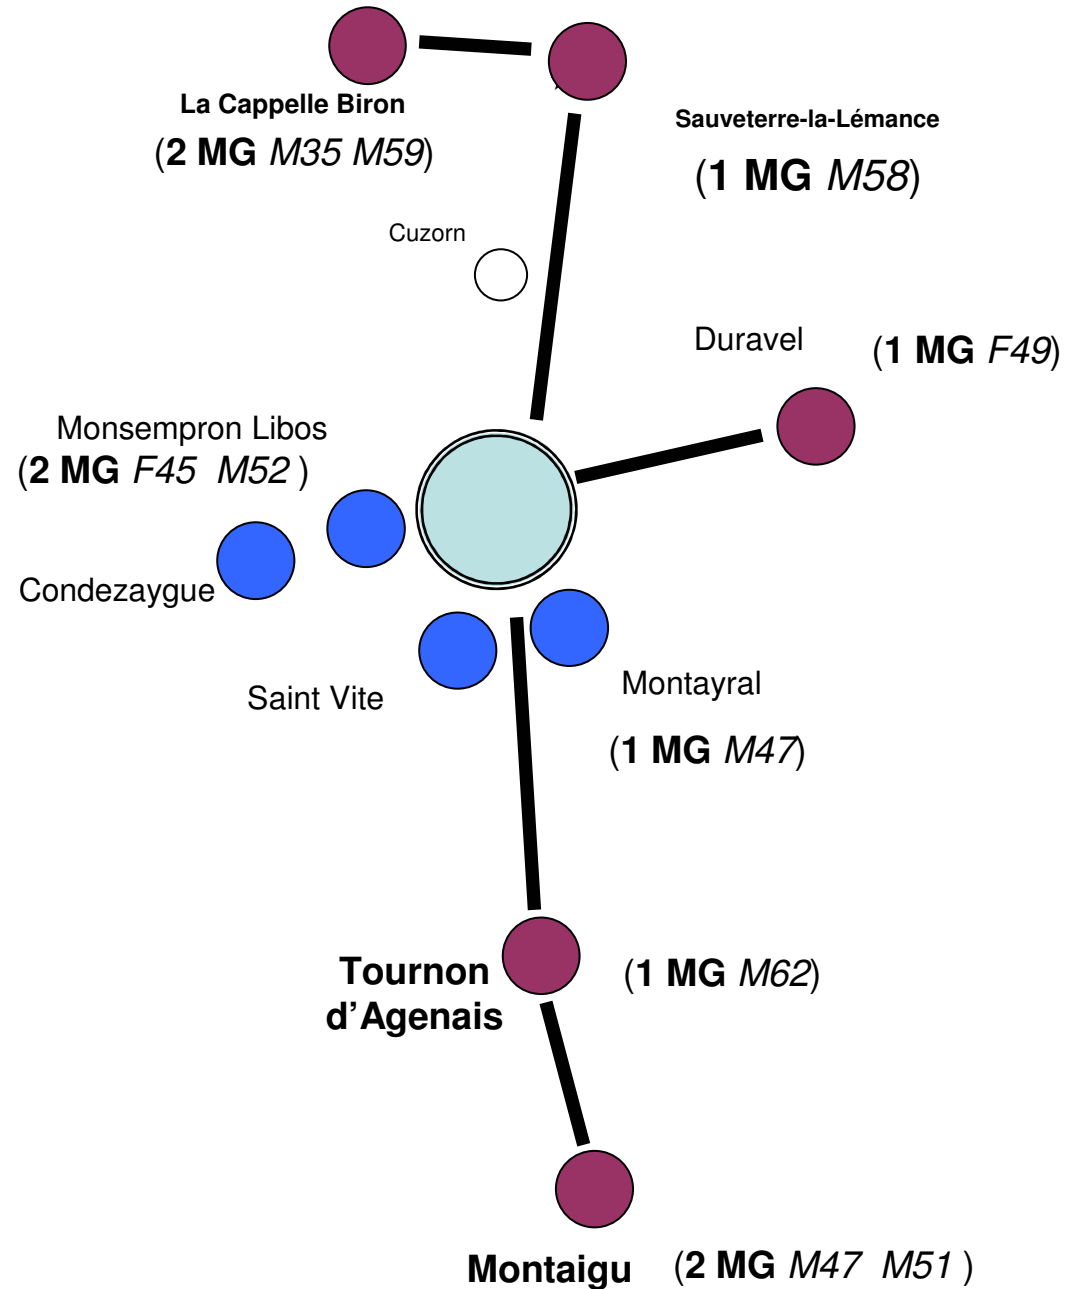 La Cappelle Biron
(2 MG M35 M59)
Sauveterre-la-Lémance
(1 MG M58)
Cuzorn
Duravel
(1 MG F49)
Monsempron Libos
(2 MG F45 M52 )
Condezaygue
Saint Vite
Montayral
(1 MG M47)
Tournon
d’Agenais
(1 MG M62)
Montaigu
(2 MG M47 M51 )